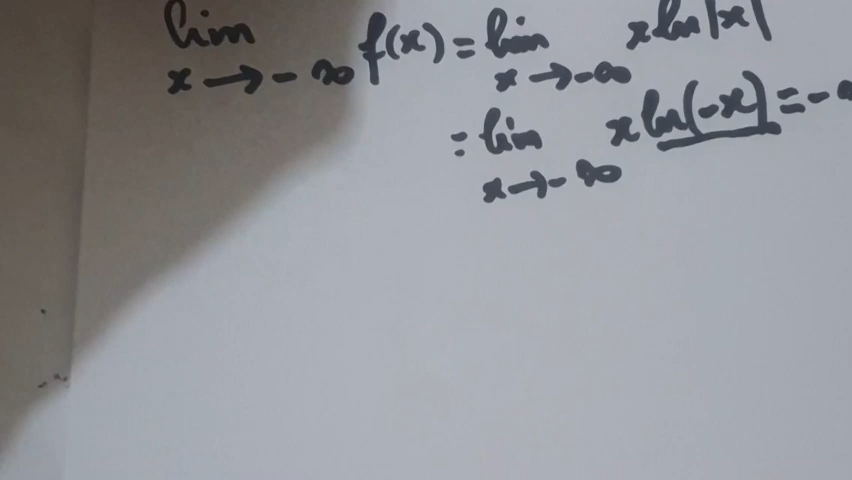 lim x→-∞ f(x) = lim x→-∞ x ln|x|
= lim x→-∞ x ln(-x) = -∞